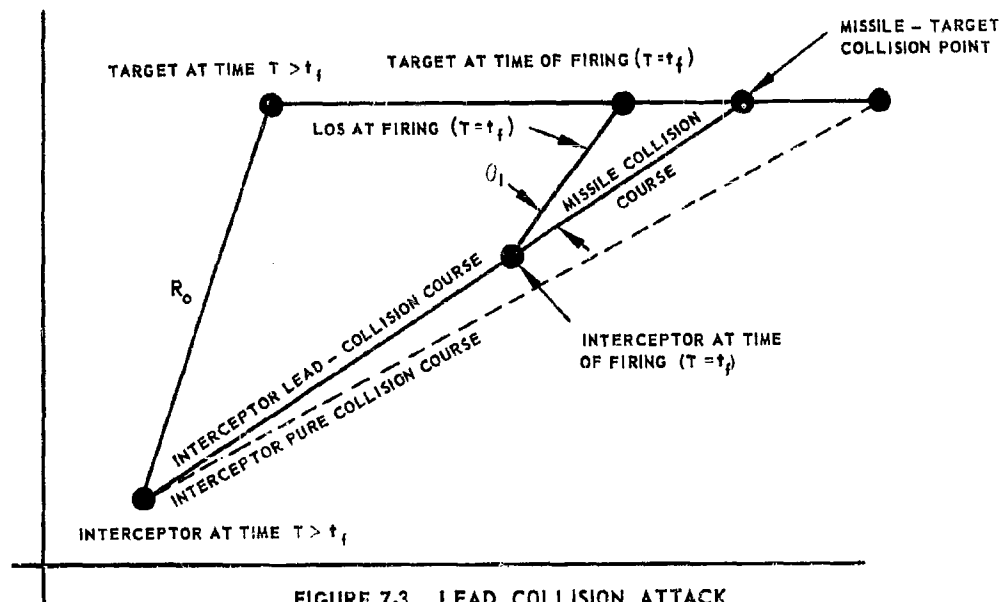 MISSILE – TARGET
COLLISION POINT
TARGET AT TIME T > t_f
TARGET AT TIME OF FIRING (T = t_f)
LOS AT FIRING (T = t_f)
θ₁
MISSILE COLLISION
COURSE
R₀
INTERCEPTOR LEAD – COLLISION COURSE
INTERCEPTOR PURE COLLISION COURSE
INTERCEPTOR AT TIME
OF FIRING (T = t_f)
INTERCEPTOR AT TIME T > t_f
FIGURE 7-3 LEAD COLLISION ATTACK